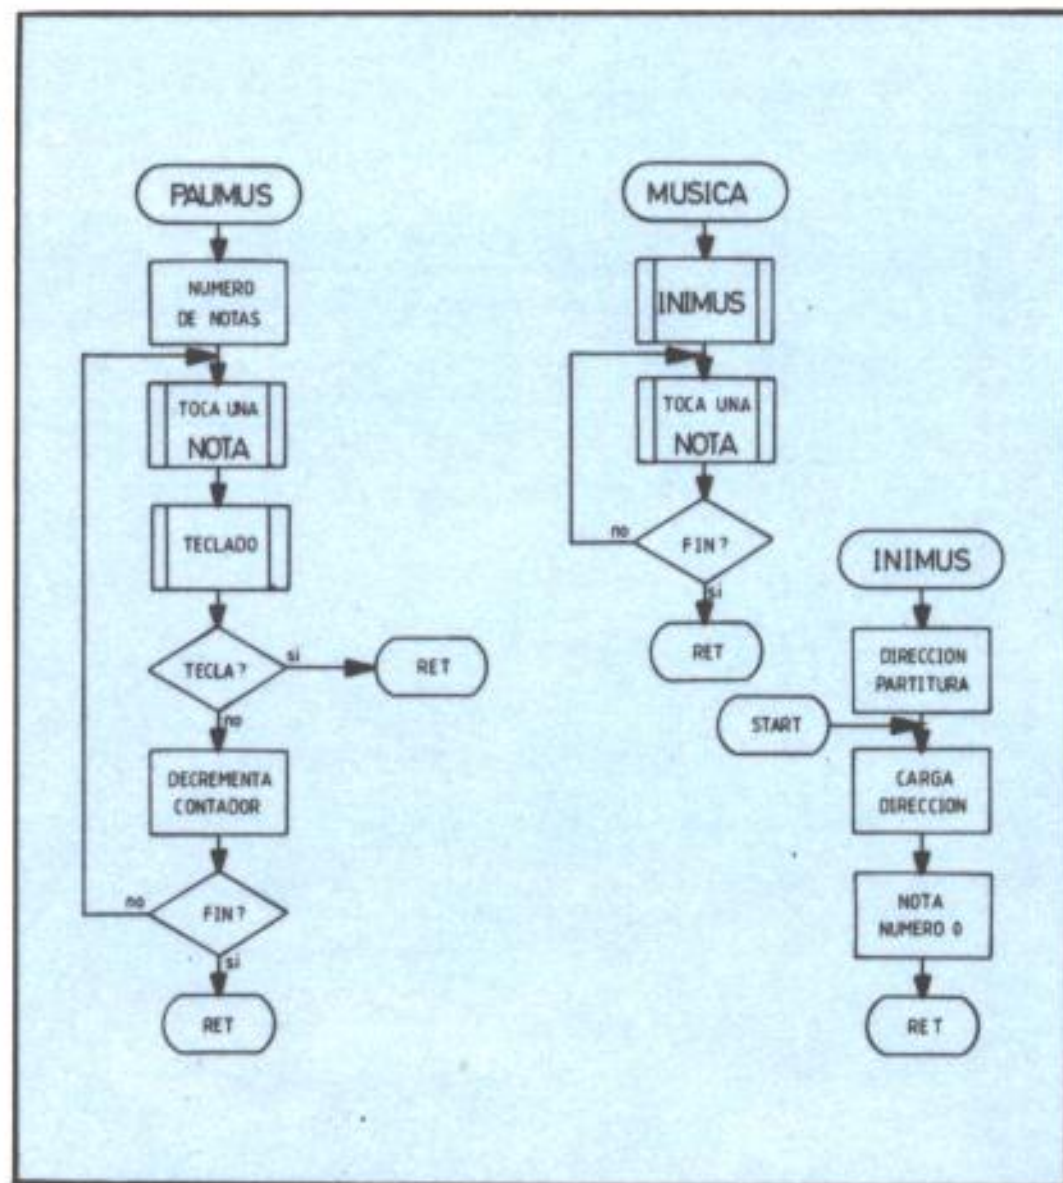 PAUMUS
NUMERO
DE NOTAS
TOCA UNA
NOTA
TECLADO
TECLA?
si
RET
no
DECREMENTA
CONTADOR
no
FIN?
si
RET
MUSICA
INIMUS
TOCA UNA
NOTA
no
FIN?
si
RET
INIMUS
DIRECCION
PARTITURA
START
CARGA
DIRECCION
NOTA
NUMERO 0
RET